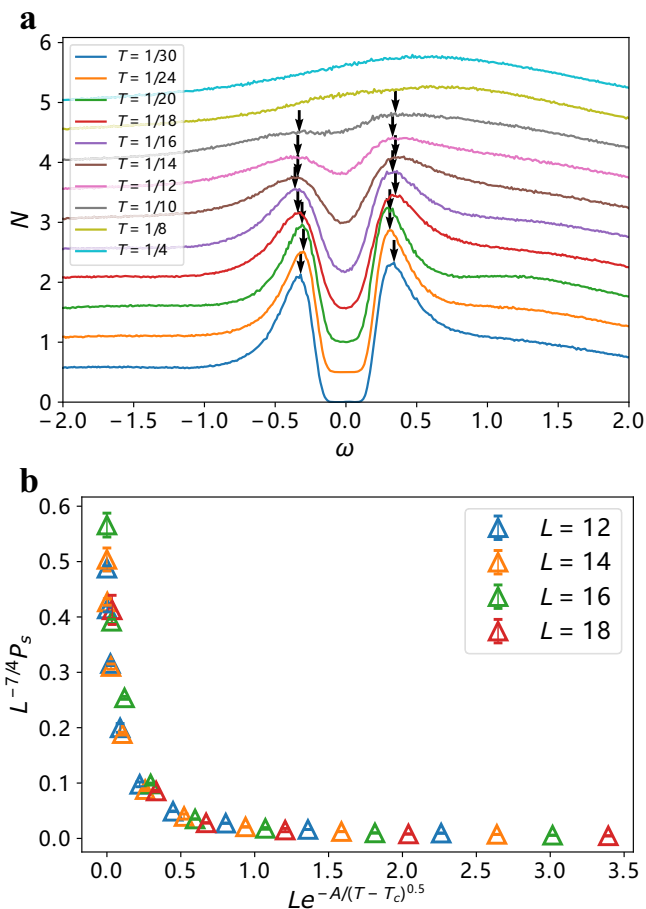 a
6
5
4
3
2
1
0
N
T = 1/30
T = 1/24
T = 1/20
T = 1/18
T = 1/16
T = 1/14
T = 1/12
T = 1/10
T = 1/8
T = 1/4
−2.0 −1.5 −1.0 −0.5 0.0 0.5 1.0 1.5 2.0
ω
b
0.6
0.5
0.4
0.3
0.2
0.1
0.0
L^{−7/4}P_s
L = 12
L = 14
L = 16
L = 18
0.0 0.5 1.0 1.5 2.0 2.5 3.0 3.5
Le^{−A/(T − T_c)^{0.5}}